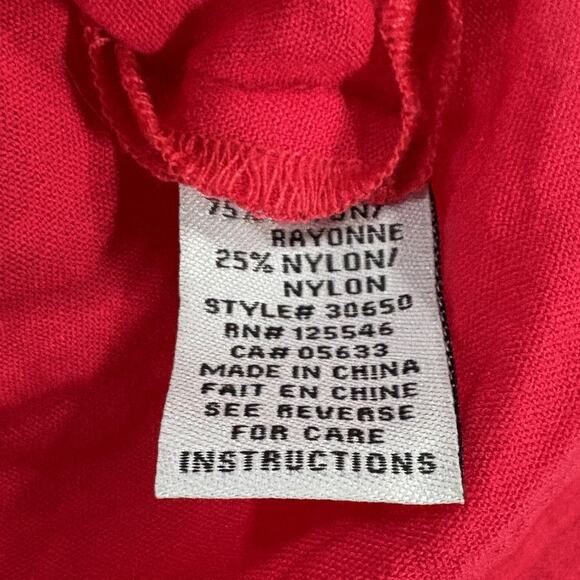 RAYONNE
25% NYLON/
NYLON
STYLE# 30650
RN# 125546
CA# 05633
MADE IN CHINA
FAIT EN CHINE
SEE REVERSE
FOR CARE
INSTRUCTIONS